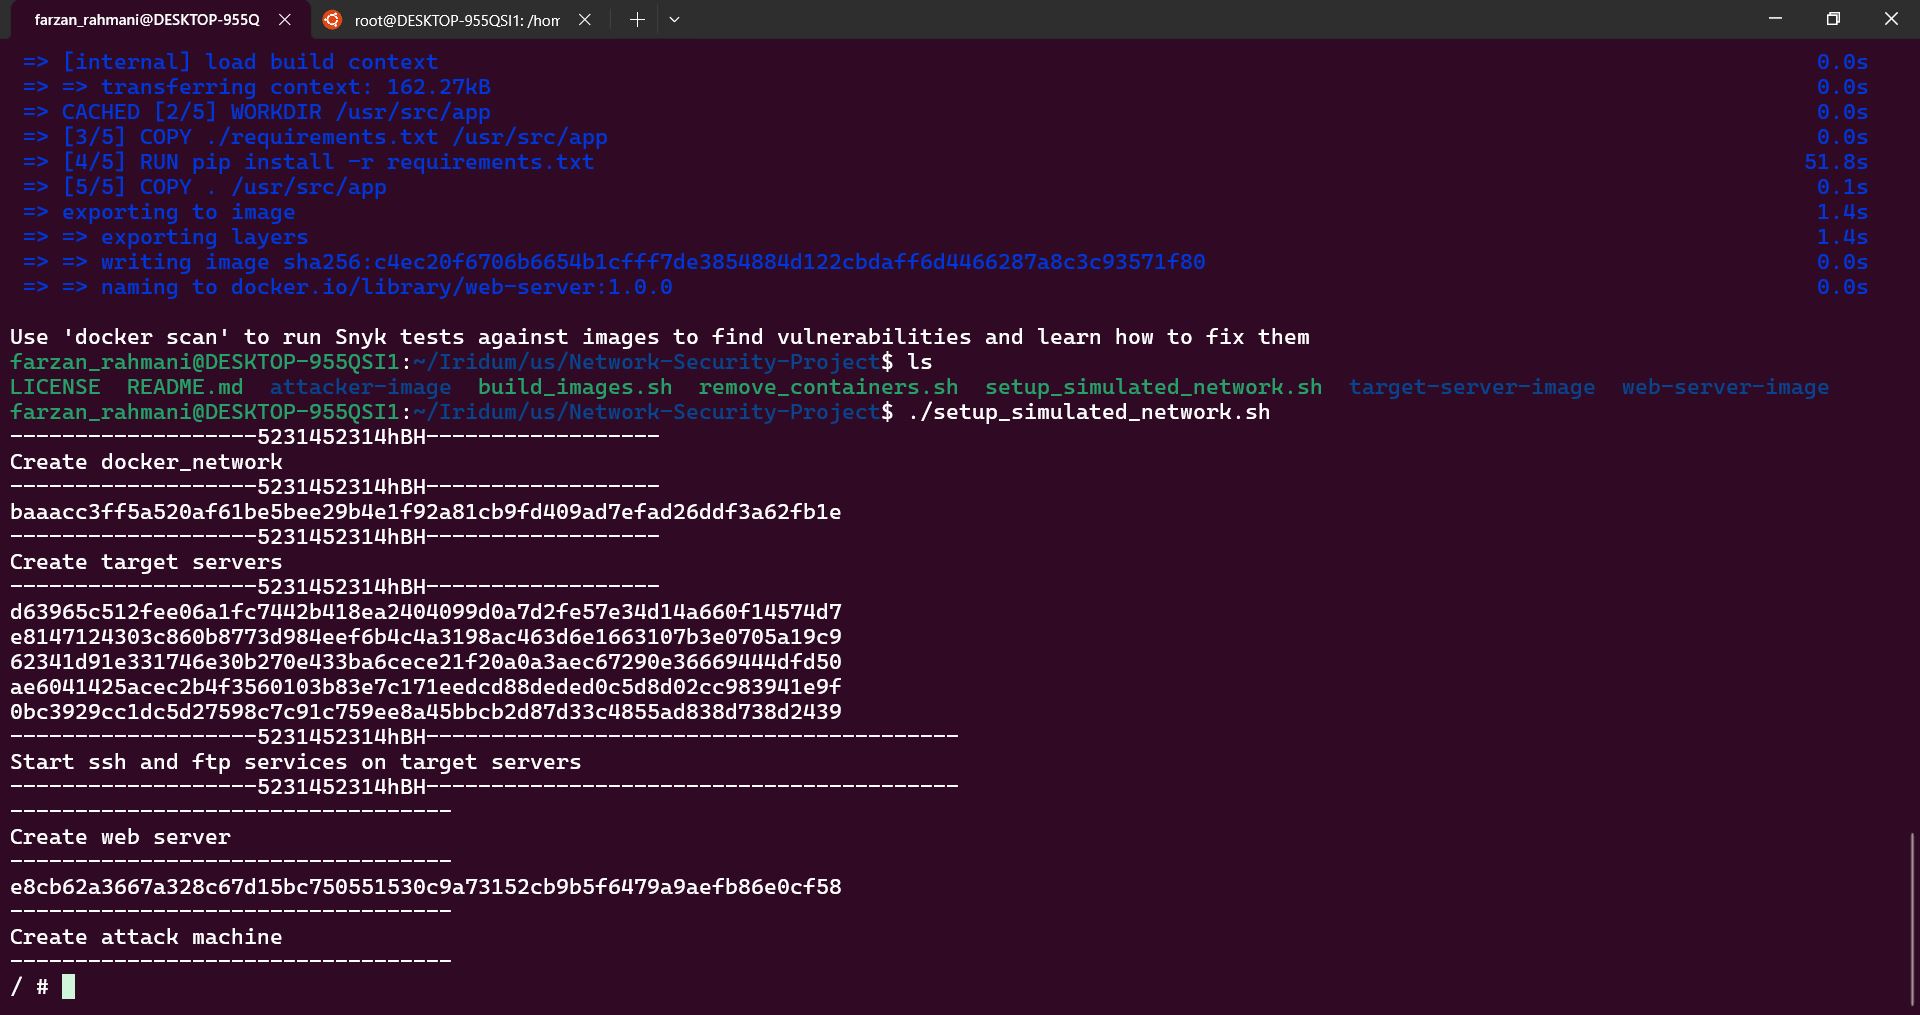 farzan_rahmani@DESKTOP-955Q
root@DESKTOP-955QSI1: /hom
=> [internal] load build context 0.0s
=> => transferring context: 162.27kB 0.0s
=> CACHED [2/5] WORKDIR /usr/src/app 0.0s
=> [3/5] COPY ./requirements.txt /usr/src/app 0.0s
=> [4/5] RUN pip install -r requirements.txt 51.8s
=> [5/5] COPY . /usr/src/app 0.1s
=> exporting to image 1.4s
=> => exporting layers 1.4s
=> => writing image sha256:c4ec20f6706b6654b1cfff7de3854884d122cbdaff6d4466287a8c3c93571f80 0.0s
=> => naming to docker.io/library/web-server:1.0.0 0.0s
Use 'docker scan' to run Snyk tests against images to find vulnerabilities and learn how to fix them
farzan_rahmani@DESKTOP-955QSI1:~/Iridum/us/Network-Security-Project$ ls
LICENSE README.md attacker-image build_images.sh remove_containers.sh setup_simulated_network.sh target-server-image web-server-image
farzan_rahmani@DESKTOP-955QSI1:~/Iridum/us/Network-Security-Project$ ./setup_simulated_network.sh
-------------------5231452314hBH------------------
Create docker_network
-------------------5231452314hBH------------------
baaacc3ff5a520af61be5bee29b4e1f92a81cb9fd409ad7efad26ddf3a62fb1e
-------------------5231452314hBH------------------
Create target servers
-------------------5231452314hBH------------------
d63965c512fee06a1fc7442b418ea2404099d0a7d2fe57e34d14a660f14574d7
e8147124303c860b8773d984eef6b4c4a3198ac463d6e1663107b3e0705a19c9
62341d91e331746e30b270e433ba6cece21f20a0a3aec67290e36669444dfd50
ae6041425acec2b4f3560103b83e7c171eedcd88deded0c5d8d02cc983941e9f
0bc3929cc1dc5d27598c7c91c759ee8a45bbcb2d87d33c4855ad838d738d2439
-------------------5231452314hBH-----------------------------------------
Start ssh and ftp services on target servers
-------------------5231452314hBH-----------------------------------------
----------------------------------
Create web server
----------------------------------
e8cb62a3667a328c67d15bc750551530c9a73152cb9b5f6479a9aefb86e0cf58
----------------------------------
Create attack machine
----------------------------------
/ #